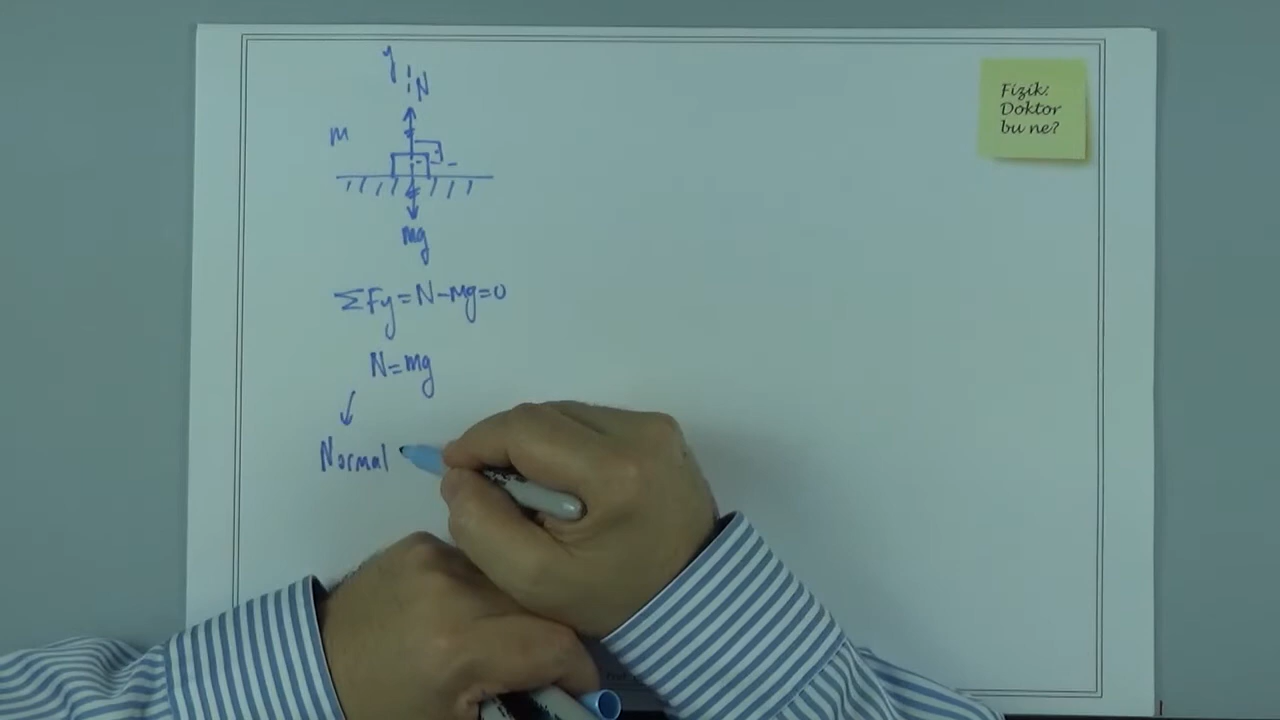 y
N
m
mg
ΣFy=N-mg=0
N=mg
Normal
Fizik:
Doktor
bu ne?